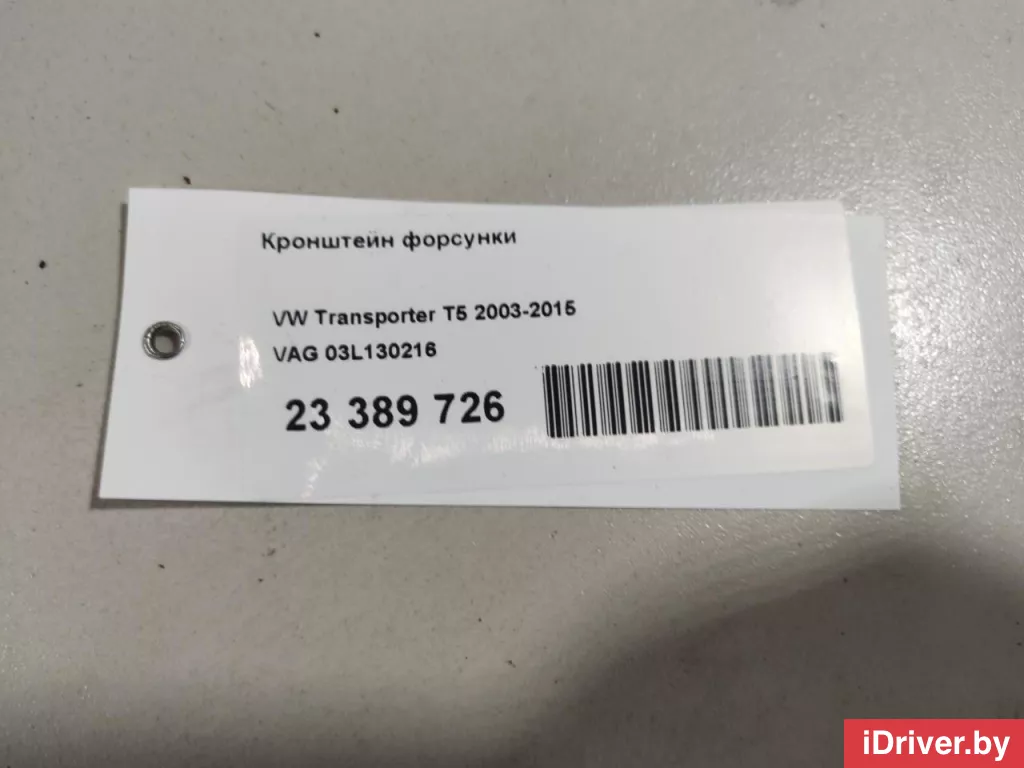 Кронштейн форсунки
VW Transporter T5 2003-2015
VAG 03L130216
23 389 726
iDriver.by